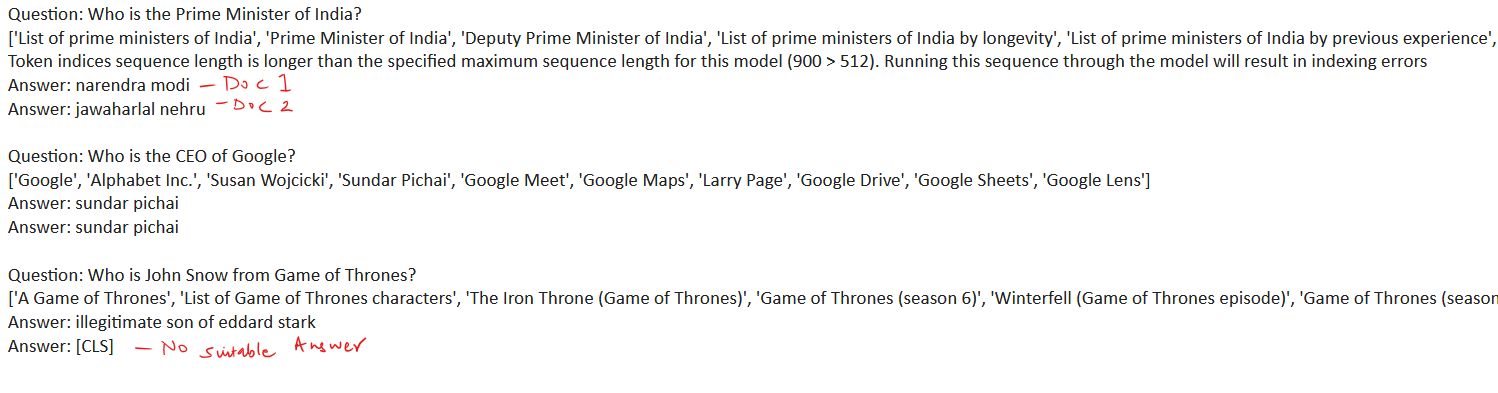 Question: Who is the Prime Minister of India?
['List of prime ministers of India', 'Prime Minister of India', 'Deputy Prime Minister of India', 'List of prime ministers of India by longevity', 'List of prime ministers of India by previous experience',
Token indices sequence length is longer than the specified maximum sequence length for this model (900 > 512). Running this sequence through the model will result in indexing errors
Answer: narendra modi — Doc 1
Answer: jawaharlal nehru — Doc 2
Question: Who is the CEO of Google?
['Google', 'Alphabet Inc.', 'Susan Wojcicki', 'Sundar Pichai', 'Google Meet', 'Google Maps', 'Larry Page', 'Google Drive', 'Google Sheets', 'Google Lens']
Answer: sundar pichai
Answer: sundar pichai
Question: Who is John Snow from Game of Thrones?
['A Game of Thrones', 'List of Game of Thrones characters', 'The Iron Throne (Game of Thrones)', 'Game of Thrones (season 6)', 'Winterfell (Game of Thrones episode)', 'Game of Thrones (season
Answer: illegitimate son of eddard stark
Answer: [CLS] — No suitable Answer